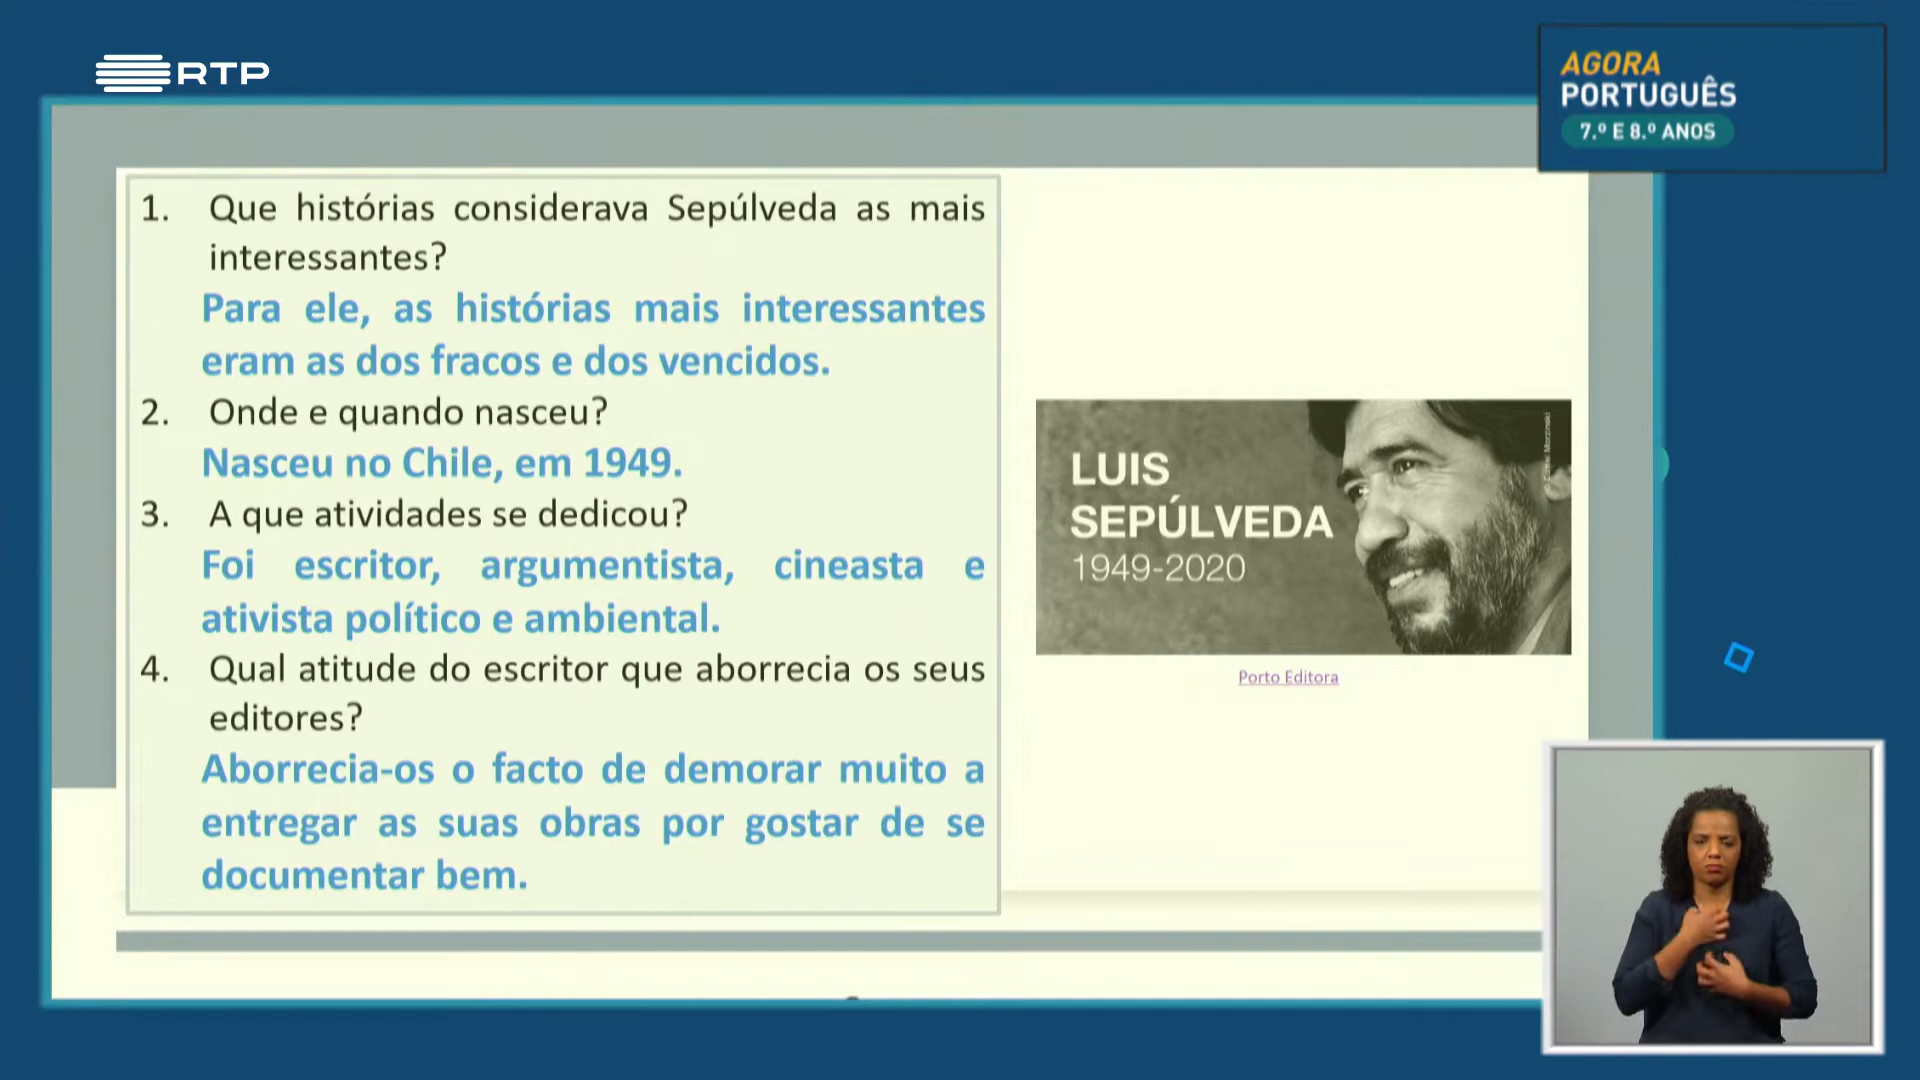 RTP
AGORA
PORTUGUÊS
7.º E 8.º ANOS
1. Que histórias considerava Sepúlveda as mais
interessantes?
Para ele, as histórias mais interessantes
eram as dos fracos e dos vencidos.
2. Onde e quando nasceu?
Nasceu no Chile, em 1949.
3. A que atividades se dedicou?
Foi escritor, argumentista, cineasta e
ativista político e ambiental.
4. Qual atitude do escritor que aborrecia os seus
editores?
Aborrecia-os o facto de demorar muito a
entregar as suas obras por gostar de se
documentar bem.
LUIS
SEPÚLVEDA
1949-2020
Porto Editora